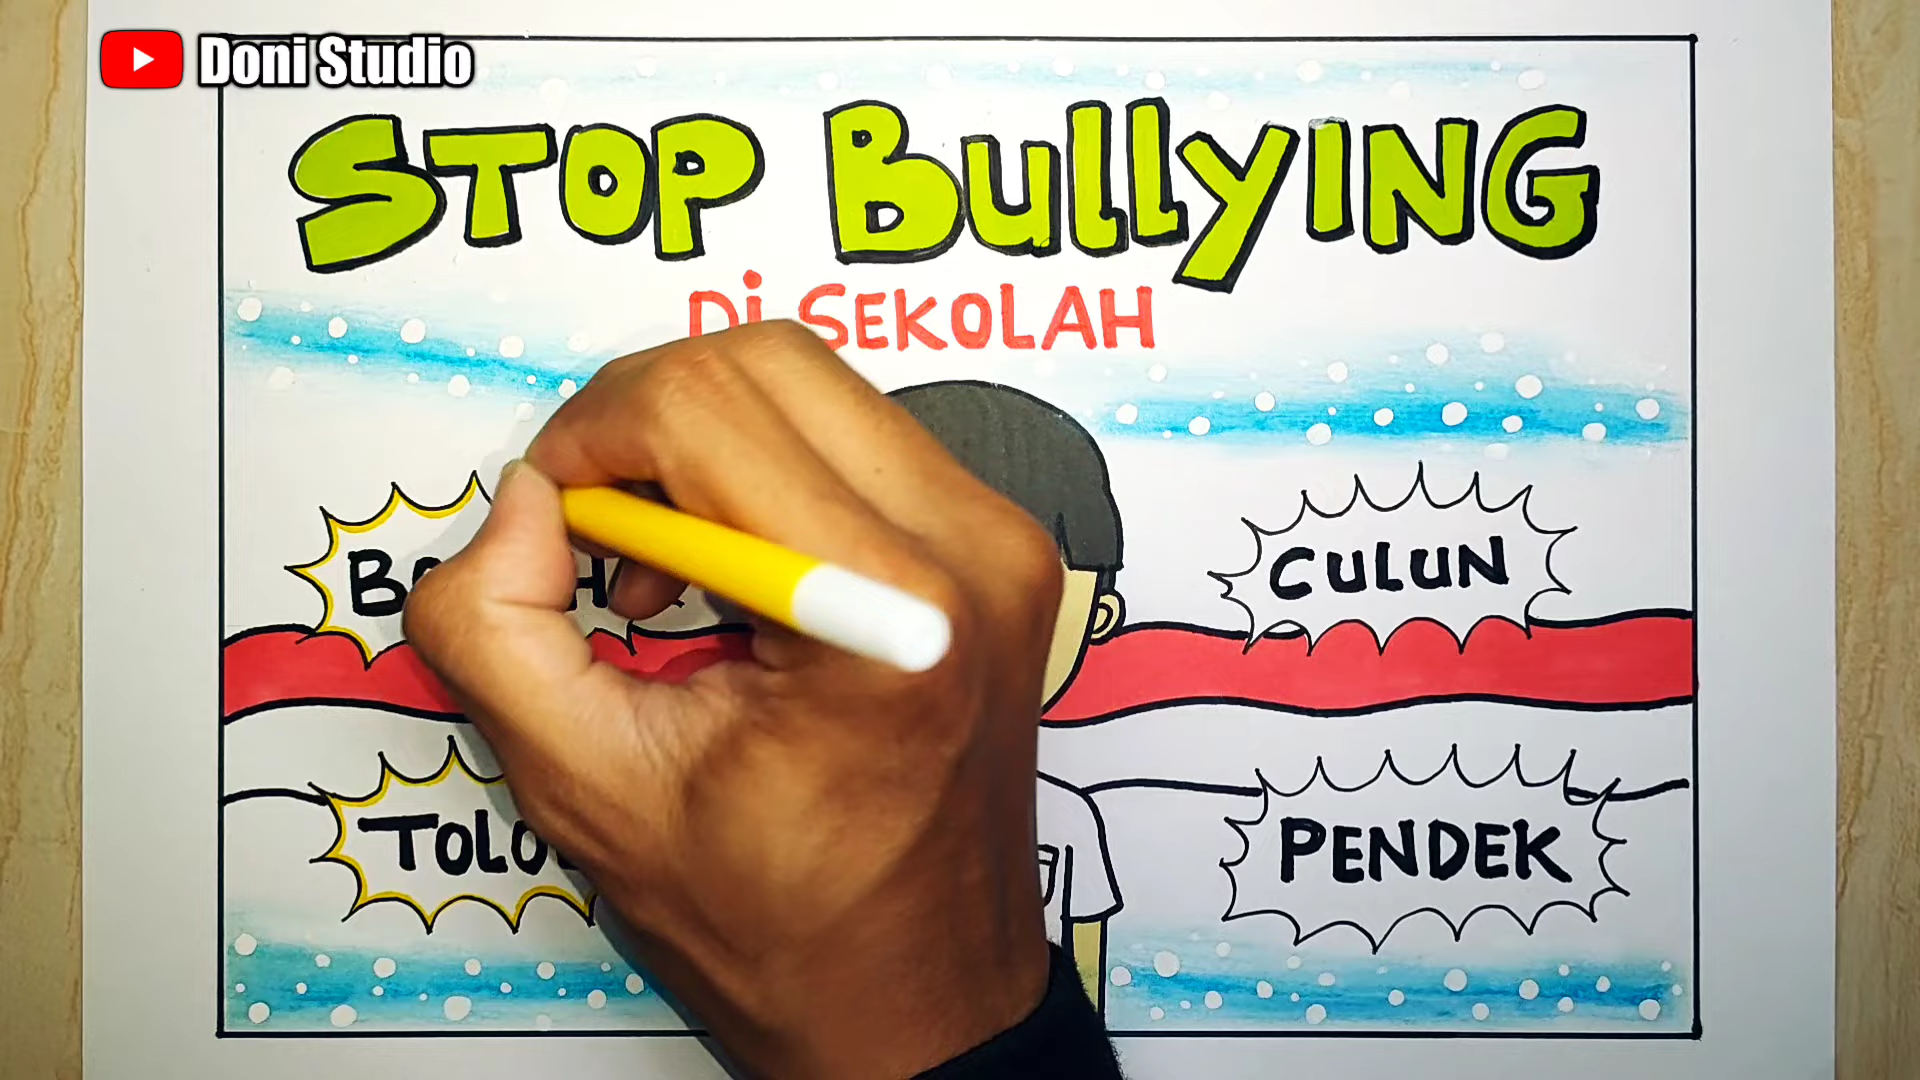 Doni Studio
STOP BullYING
Di SEKOLAH
CULUN
PENDEK